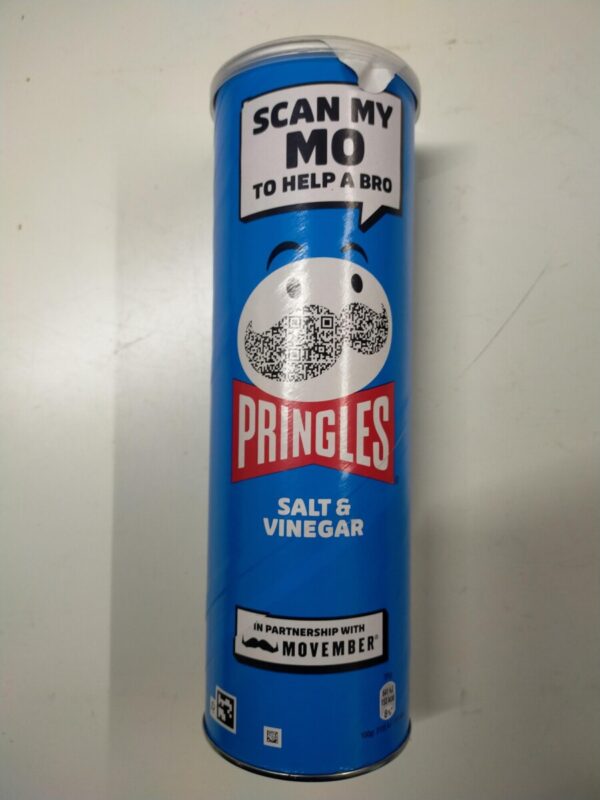 SCAN MY
MO
TO HELP A BRO
PRINGLES
SALT &
VINEGAR
IN PARTNERSHIP WITH
MOVEMBER®